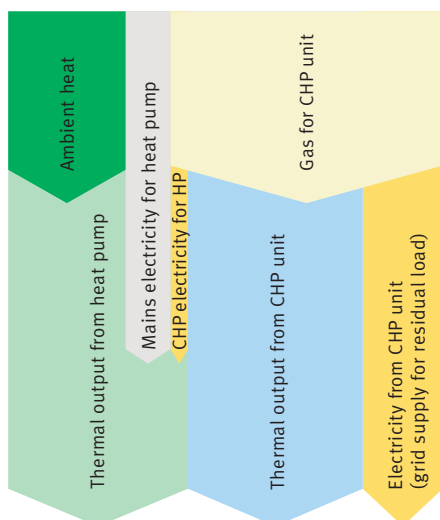 Ambient heat
Mains electricity for heat pump
Gas for CHP unit
Thermal output from heat pump
CHP electricity for HP
Thermal output from CHP unit
Electricity from CHP unit
(grid supply for residual load)